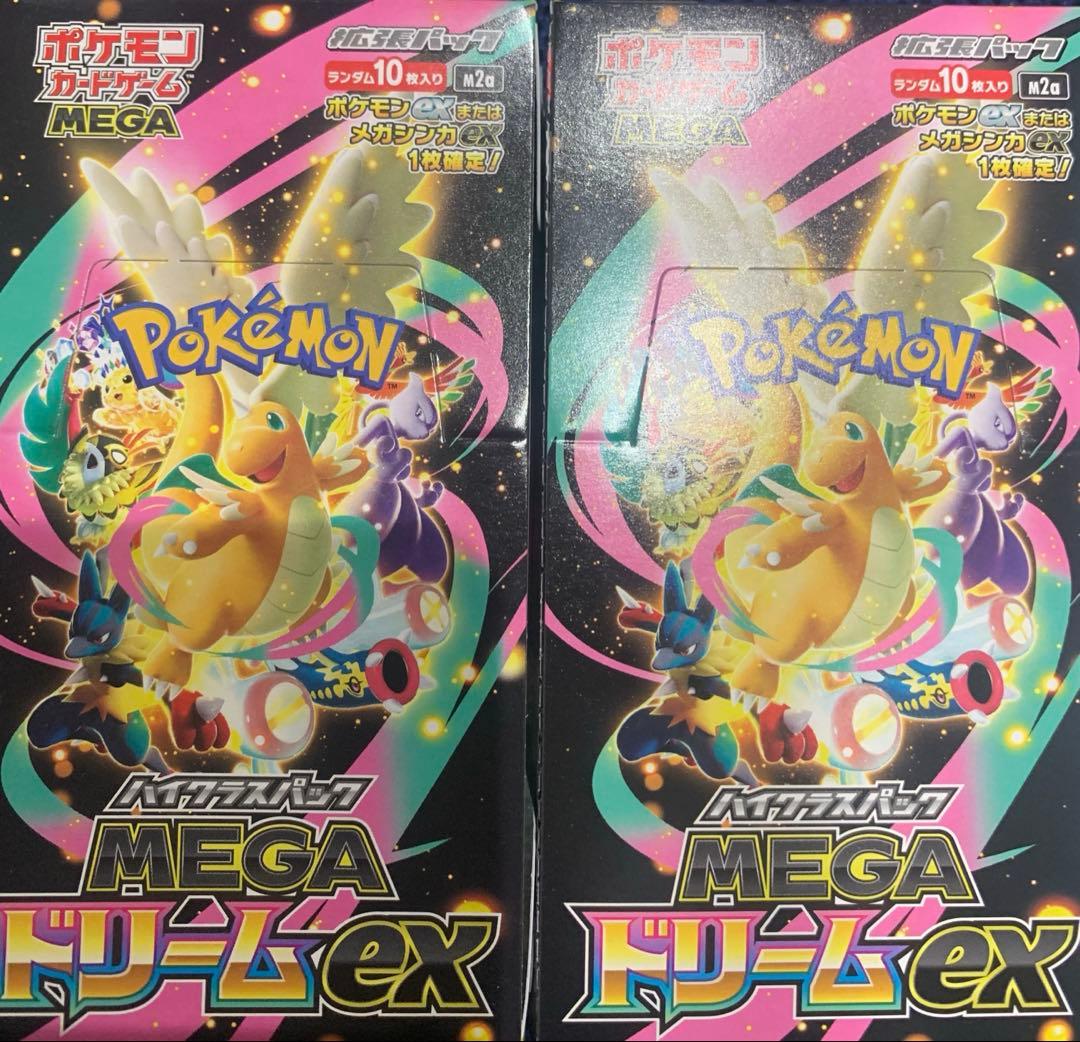 ポケモン
カードゲーム™
MEGA
拡張パック
ランダム10枚入り
M2a
ポケモンexまたは
メガシンカex
1枚確定!
POKéMON™
ハイクラスパック
MEGA
ドリームex
ポケモン
カードゲーム
MEGA
拡張パック
ランダム10枚入り
M2a
ポケモンexまたは
メガシンカex
1枚確定!
POKéMON™
ハイクラスパック
MEGA
ドリームex